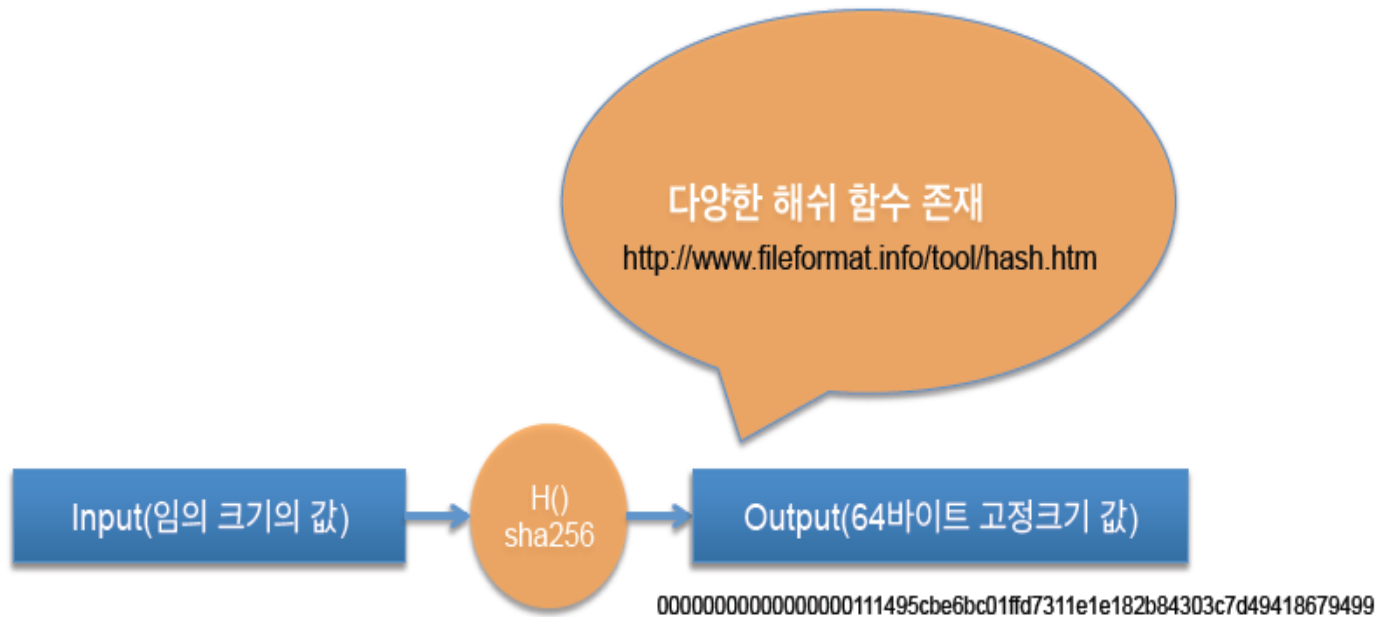 다양한 해쉬 함수 존재
http://www.fileformat.info/tool/hash.htm
Input(임의 크기의 값)
H()
sha256
Output(64바이트 고정크기 값)
0000000000000000000111495cbe6bc01ffd7311e1e182b84303c7d49418679499